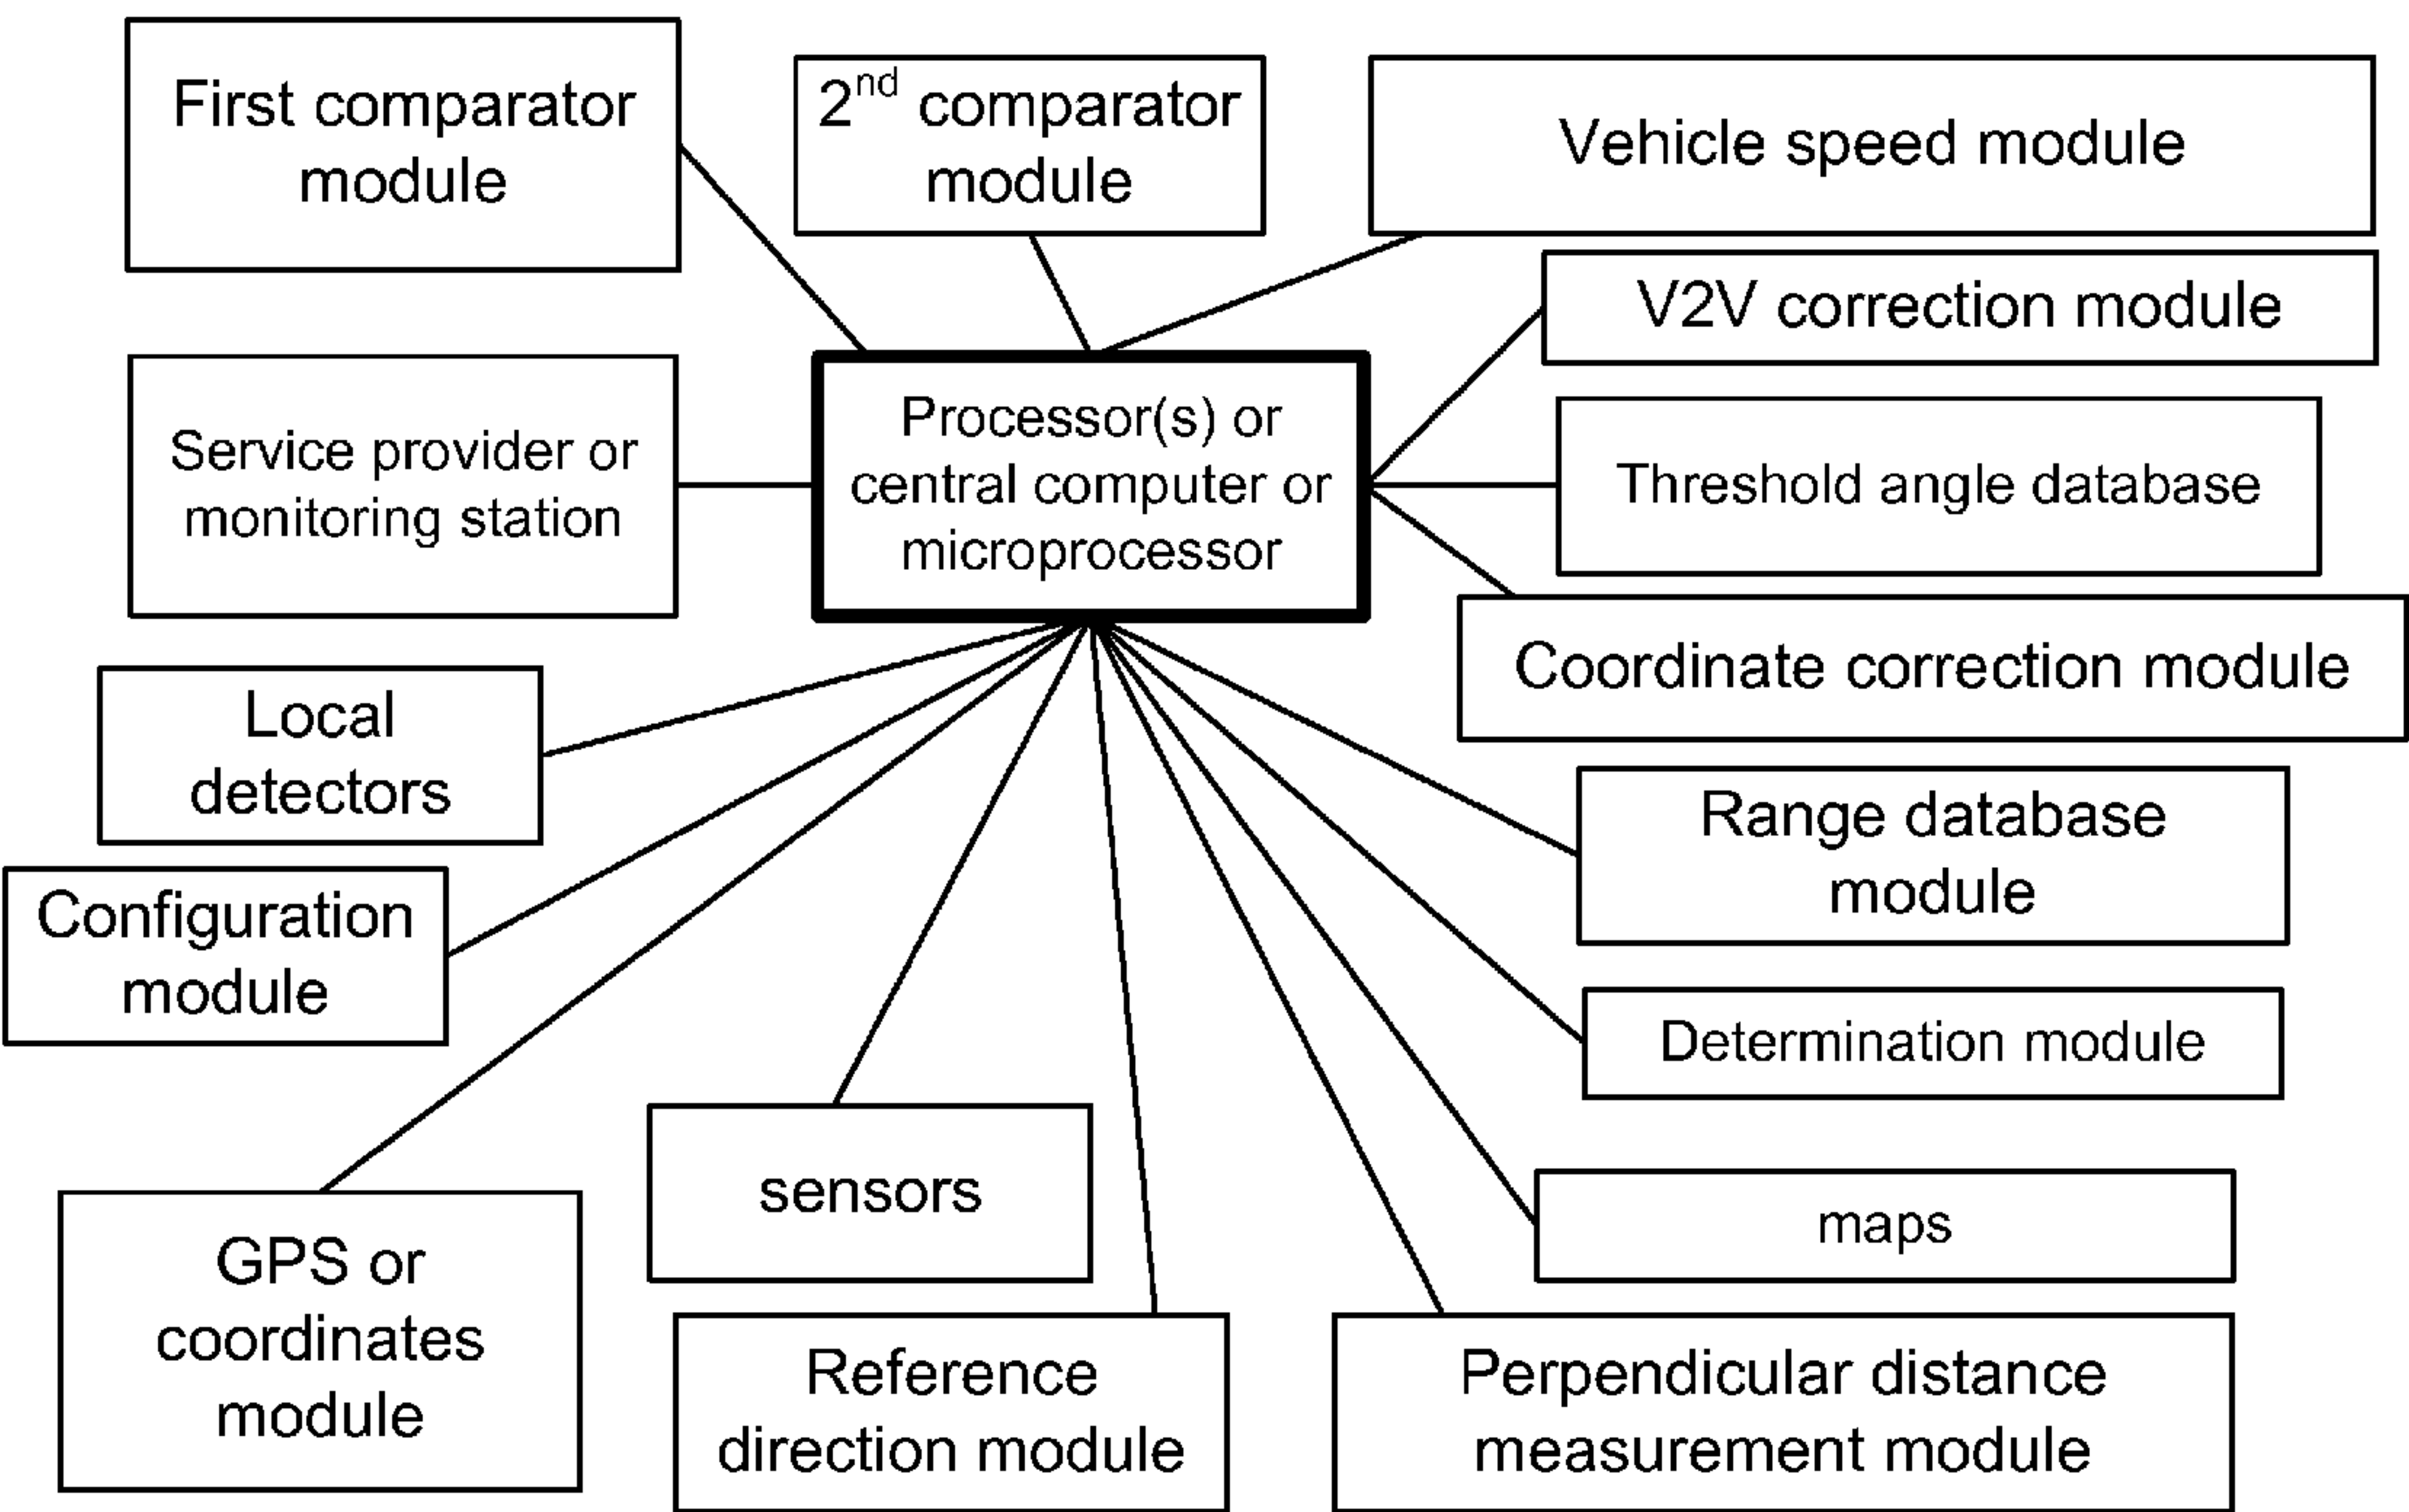 First comparator
module
2nd comparator
module
Vehicle speed module
V2V correction module
Service provider or
monitoring station
Processor(s) or
central computer or
microprocessor
Threshold angle database
Coordinate correction module
Local
detectors
Range database
module
Configuration
module
Determination module
sensors
maps
GPS or
coordinates
module
Reference
direction module
Perpendicular distance
measurement module